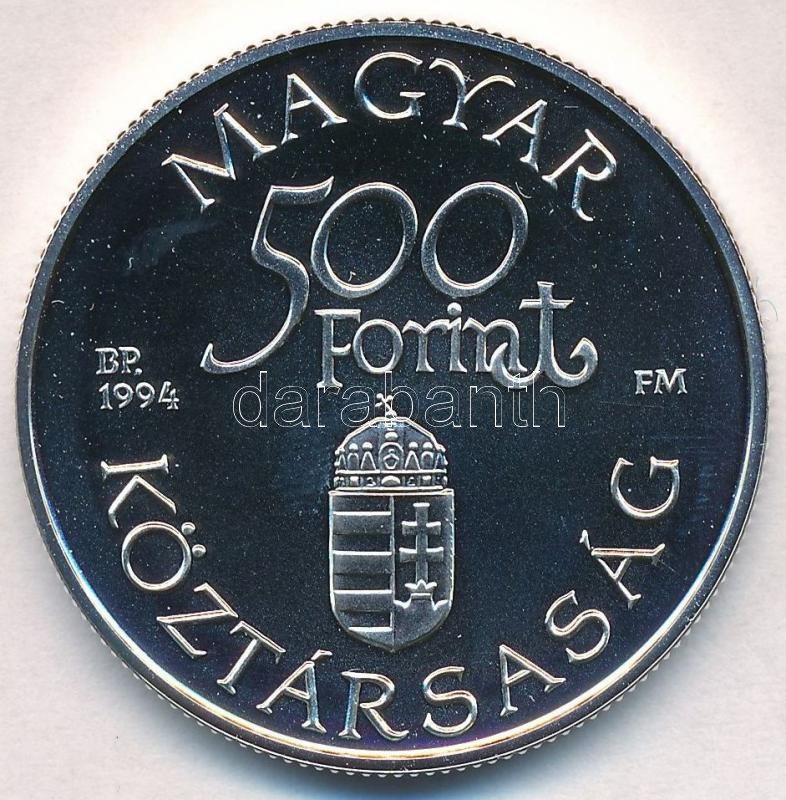 MAGYAR
500
Forint
BP.
1994
FM
darabanth
KÖZTÁRSASÁG